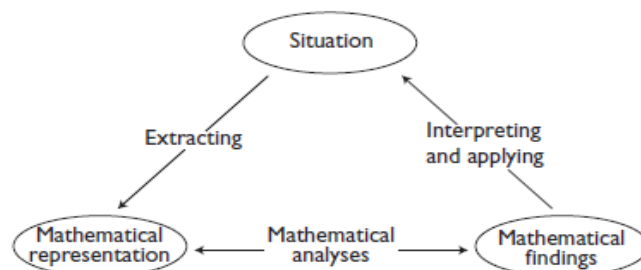 Situation
Extracting
Interpreting
and applying
Mathematical
representation
Mathematical
analyses
Mathematical
findings